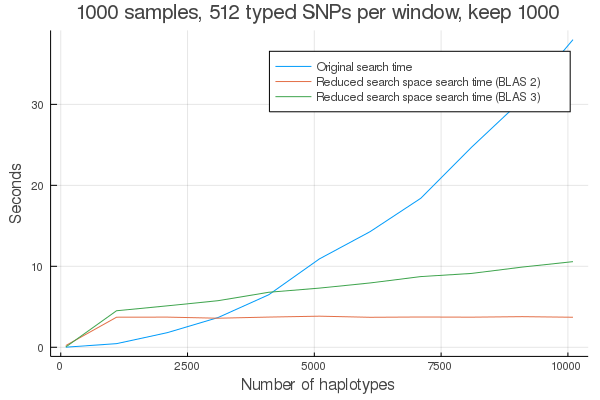 1000 samples, 512 typed SNPs per window, keep 1000
Original search time
Reduced search space search time (BLAS 2)
Reduced search space search time (BLAS 3)
Seconds
30
20
10
0
0
2500
5000
7500
10000
Number of haplotypes